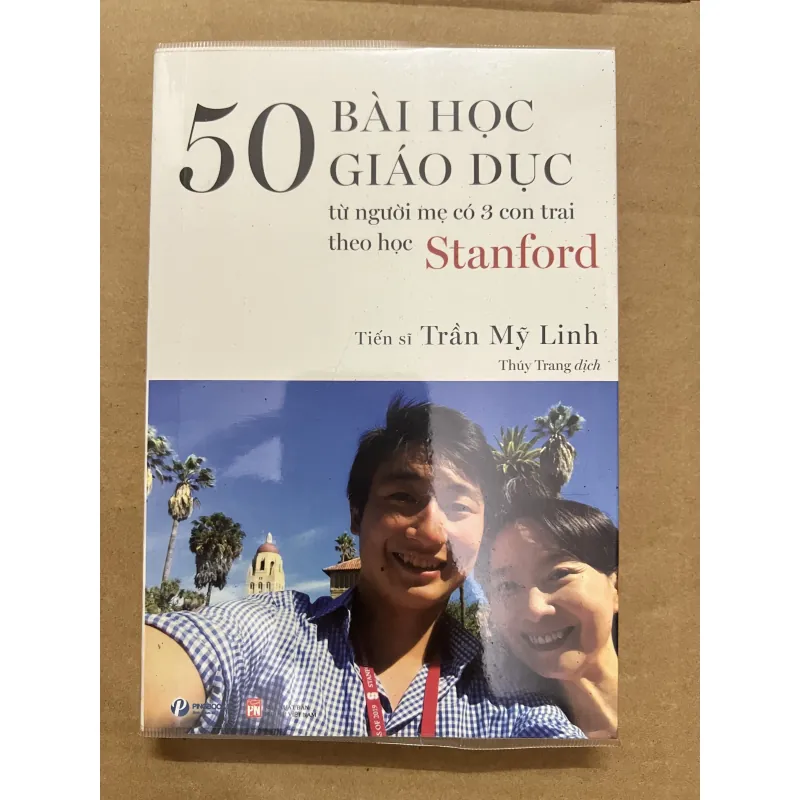 50 BÀI HỌC
GIÁO DỤC
từ người mẹ có 3 con trai
theo học Stanford
Tiến sĩ Trần Mỹ Linh
Thúy Trang dịch
PN